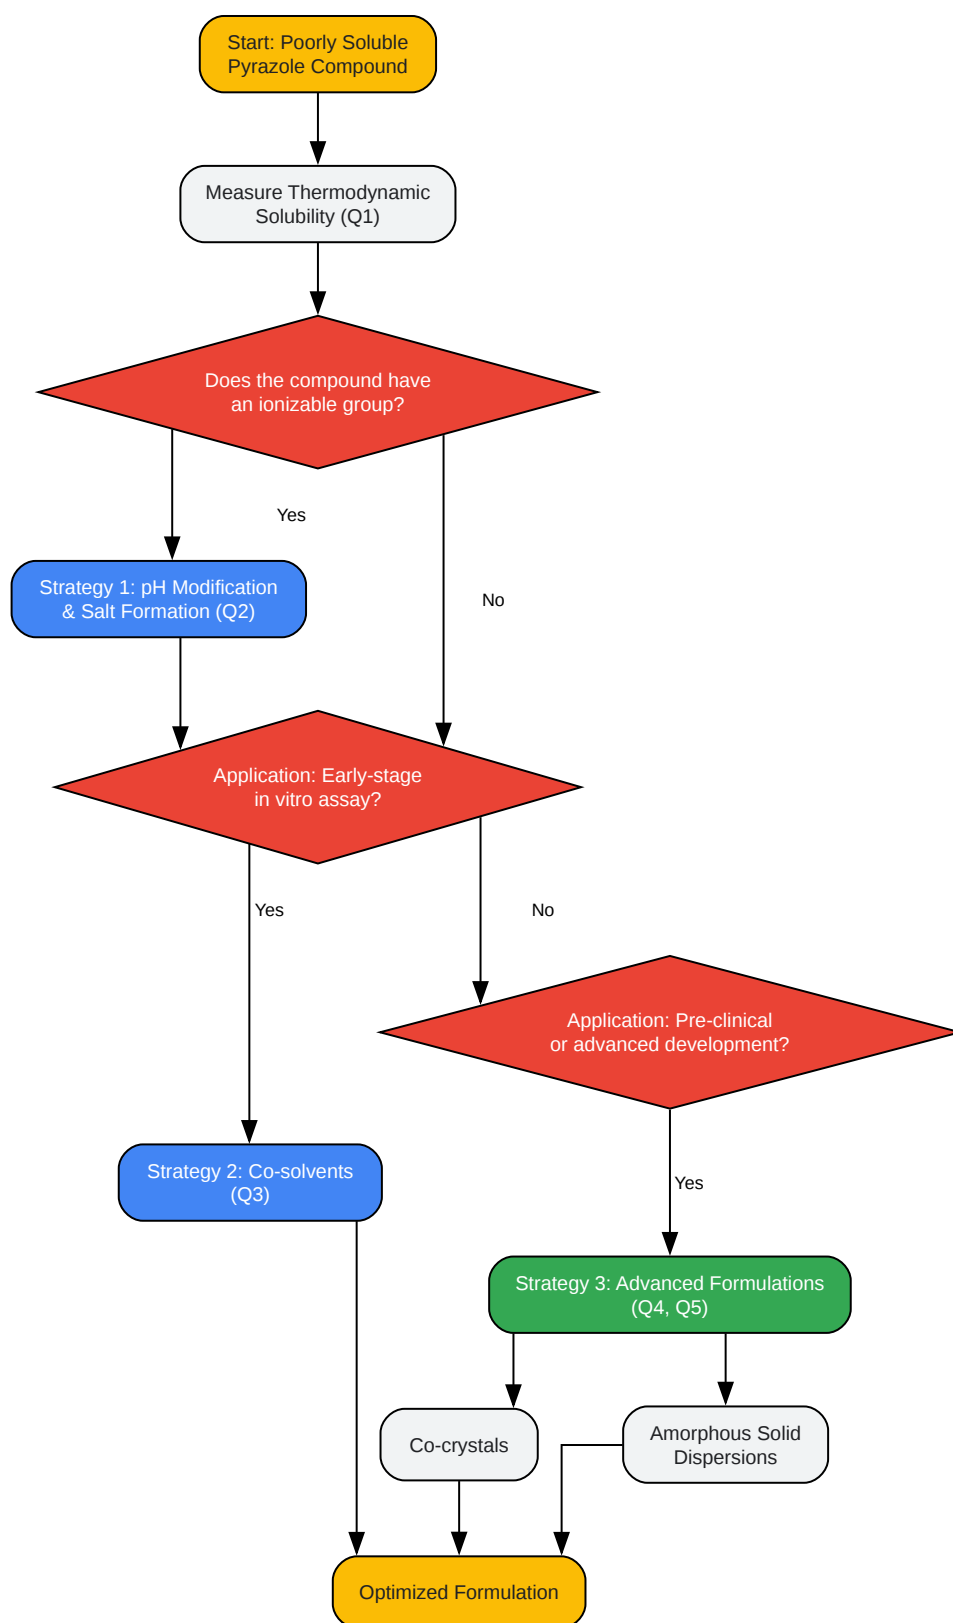 Start: Poorly Soluble
Pyrazole Compound
Measure Thermodynamic
Solubility (Q1)
Does the compound have
an ionizable group?
Yes
Strategy 1: pH Modification
& Salt Formation (Q2)
No
Application: Early-stage
in vitro assay?
Yes
No
Application: Pre-clinical
or advanced development?
Strategy 2: Co-solvents
(Q3)
Yes
Strategy 3: Advanced Formulations
(Q4, Q5)
Co-crystals
Amorphous Solid
Dispersions
Optimized Formulation